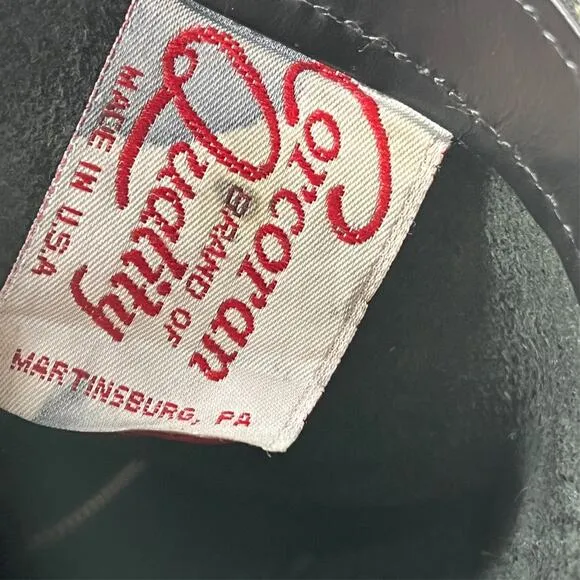 Corcoran
BRAND OF
Quality
MADE IN U.S.A
MARTINSBURG, PA